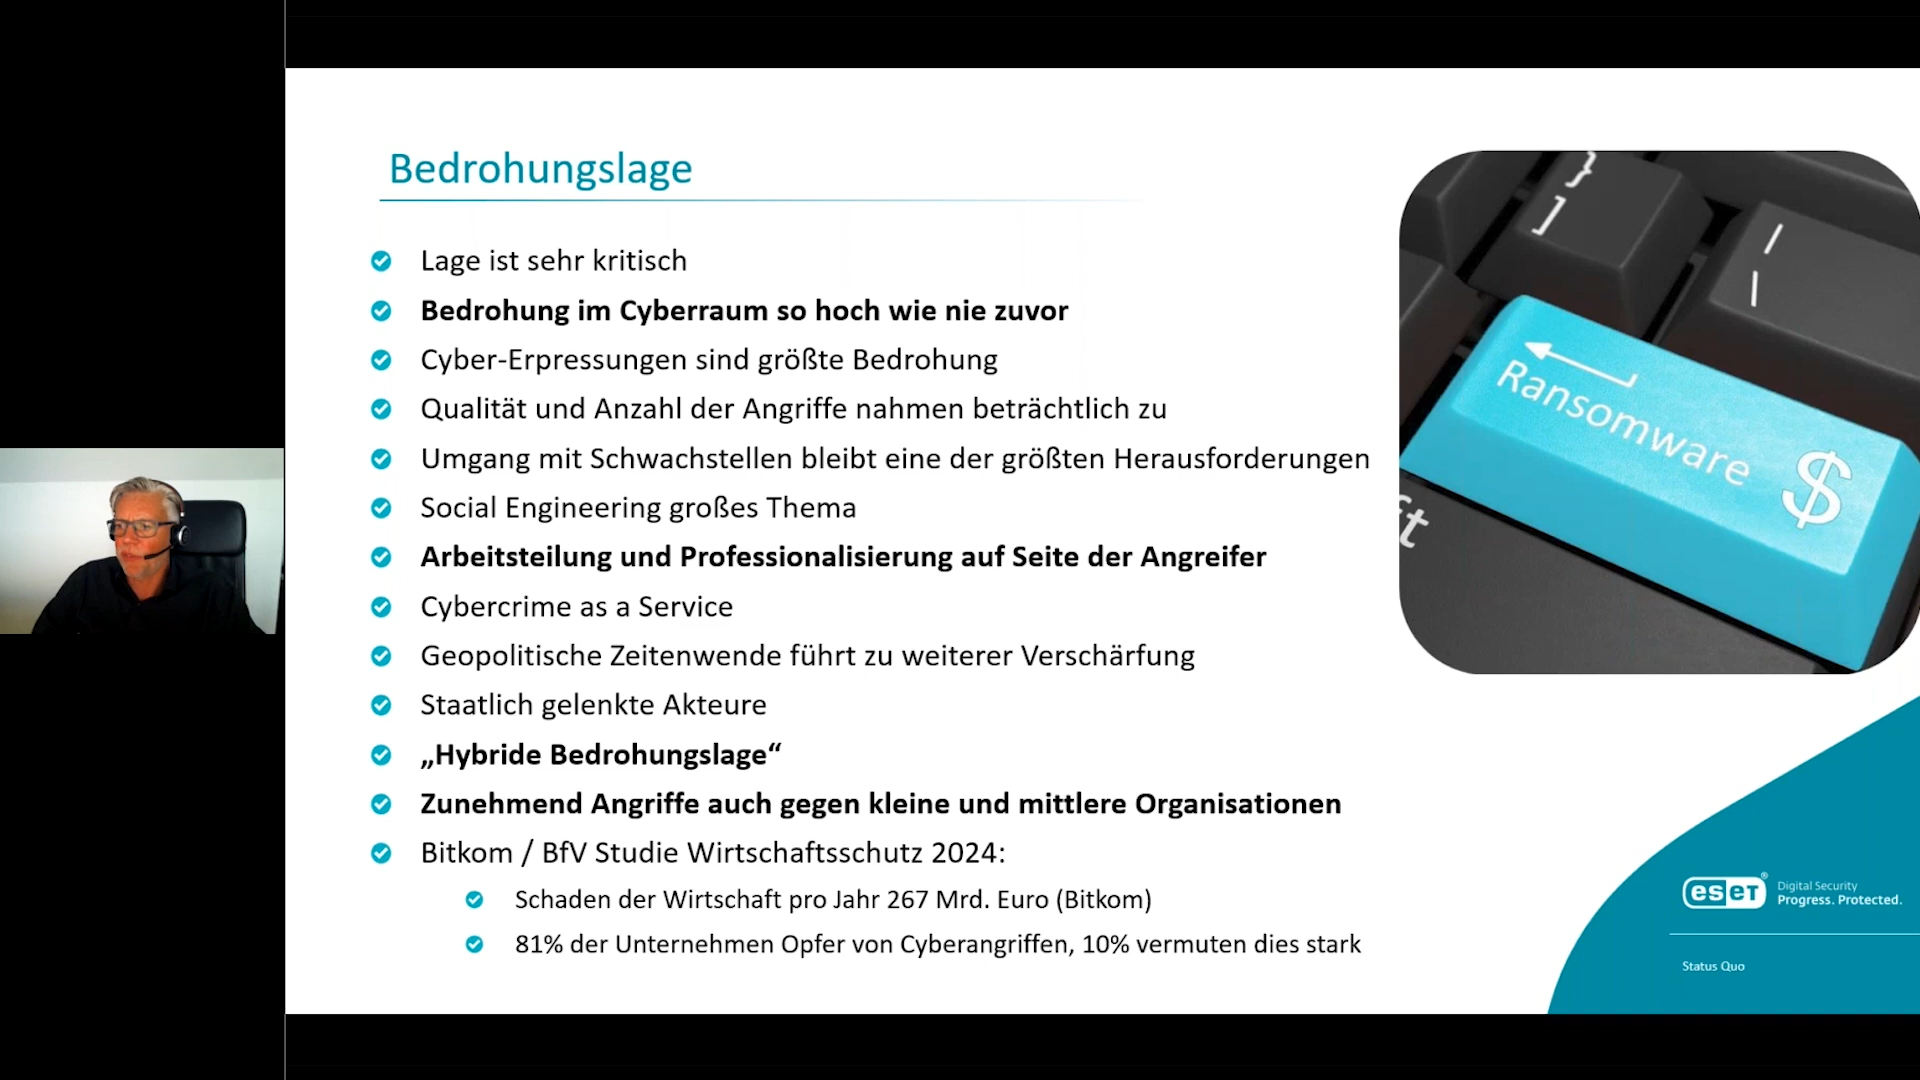 Bedrohungslage
Lage ist sehr kritisch
Bedrohung im Cyberraum so hoch wie nie zuvor
Cyber-Erpressungen sind größte Bedrohung
Qualität und Anzahl der Angriffe nahmen beträchtlich zu
Umgang mit Schwachstellen bleibt eine der größten Herausforderungen
Social Engineering großes Thema
Arbeitsteilung und Professionalisierung auf Seite der Angreifer
Cybercrime as a Service
Geopolitische Zeitenwende führt zu weiterer Verschärfung
Staatlich gelenkte Akteure
„Hybride Bedrohungslage“
Zunehmend Angriffe auch gegen kleine und mittlere Organisationen
Bitkom / BfV Studie Wirtschaftsschutz 2024:
Schaden der Wirtschaft pro Jahr 267 Mrd. Euro (Bitkom)
81% der Unternehmen Opfer von Cyberangriffen, 10% vermuten dies stark
}
]
/
\
Ransomware $
ft
eset® Digital Security
Progress. Protected.
Status Quo